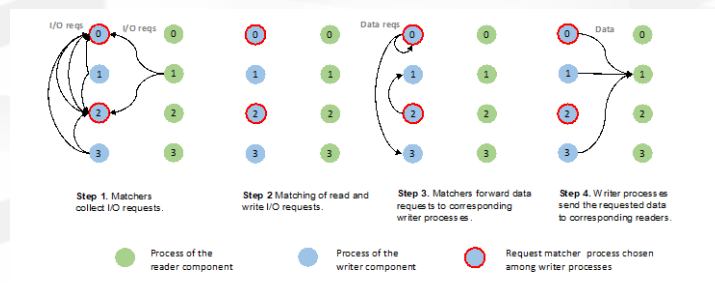 I/O reqs
I/O reqs
Data reqs
Data
0
0
0
0
0
0
0
0
1
1
1
1
1
1
1
1
2
2
2
2
2
2
2
2
3
3
3
3
3
3
3
3
Step 1. Matchers
collect I/O requests.
Step 2 Matching of read and
write I/O requests.
Step 3. Matchers forward data
requests to corresponding
writer processes.
Step 4. Writer processes
send the requested data
to corresponding readers.
Process of the
reader component
Process of the
writer component
Request matcher process chosen
among writer processes